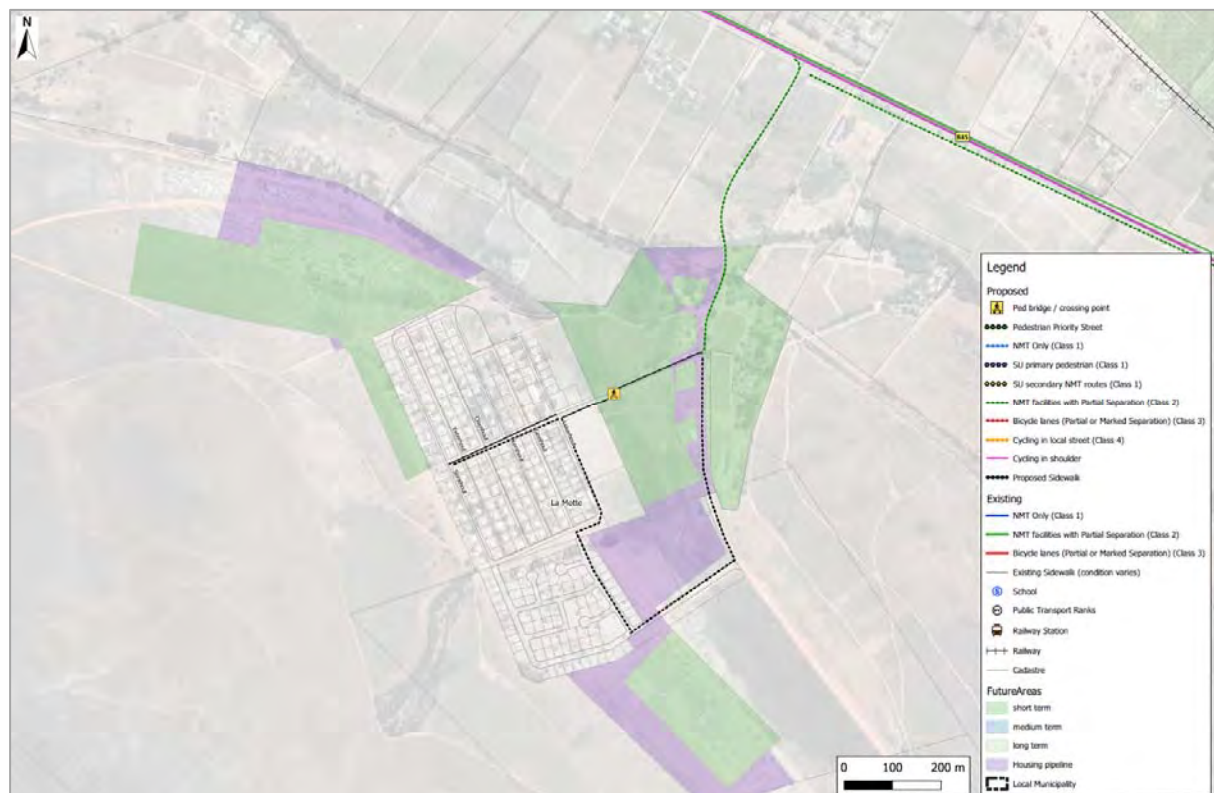 N
R45
La Motte
Legend
Proposed
Ped bridge / crossing point
Pedestrian Priority Street
NMT Only (Class 1)
SU primary pedestrian (Class 1)
SU secondary NMT routes (Class 1)
NMT facilities with Partial Separation (Class 2)
Bicycle lanes (Partial or Marked Separation) (Class 3)
Cycling in local street (Class 4)
Cycling in shoulder
Proposed Sidewalk
Existing
NMT Only (Class 1)
NMT facilities with Partial Separation (Class 2)
Bicycle lanes (Partial or Marked Separation) (Class 3)
Existing Sidewalk (condition varies)
School
Public Transport Ranks
Railway Station
Railway
Cadastre
FutureAreas
short term
medium term
long term
Housing pipeline
Local Municipality
0 100 200 m